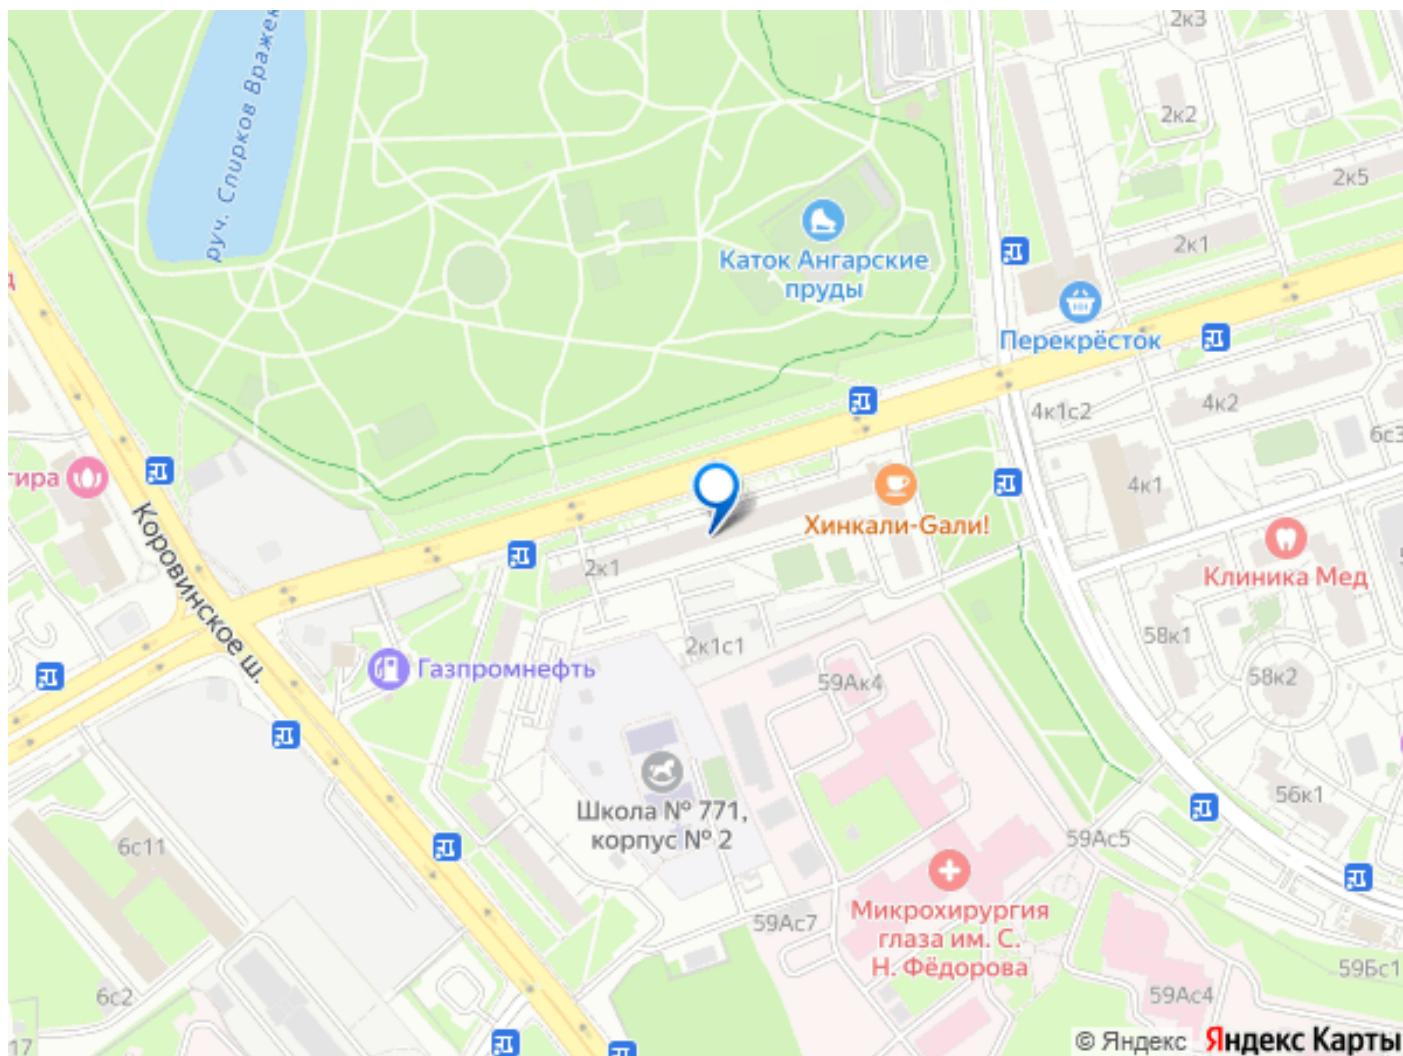 руч. Спирков Вражек
2к3
2к2
2к5
2к1
Каток Ангарские
пруды
Перекрёсток
4к1с2
4к2
6с3
4к1
гира
Коровинское ш.
Хинкали-Gали!
2к1
Клиника Мед
58к1
2к1с1
Газпромнефть
59Ак4
58к2
Школа № 771,
корпус № 2
56к1
6с11
59Ас5
59Ас7
Микрохирургия
глаза им. С.
Н. Фёдорова
59Бс1
6с2
59Ас4
17
© Яндекс Яндекс Карты